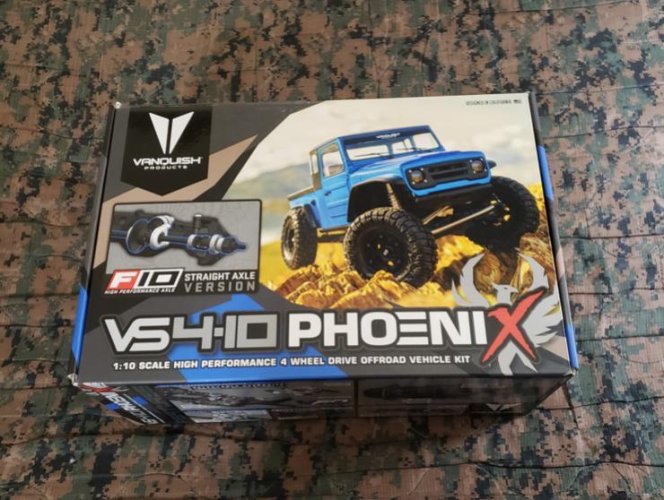 DESIGNED IN CALIFORNIA
VANQUISH
PRODUCTS
F10
HIGH PERFORMANCE AXLE
STRAIGHT AXLE
VERSION
VS4-10 PHOENIX
1:10 SCALE HIGH PERFORMANCE 4 WHEEL DRIVE OFFROAD VEHICLE KIT